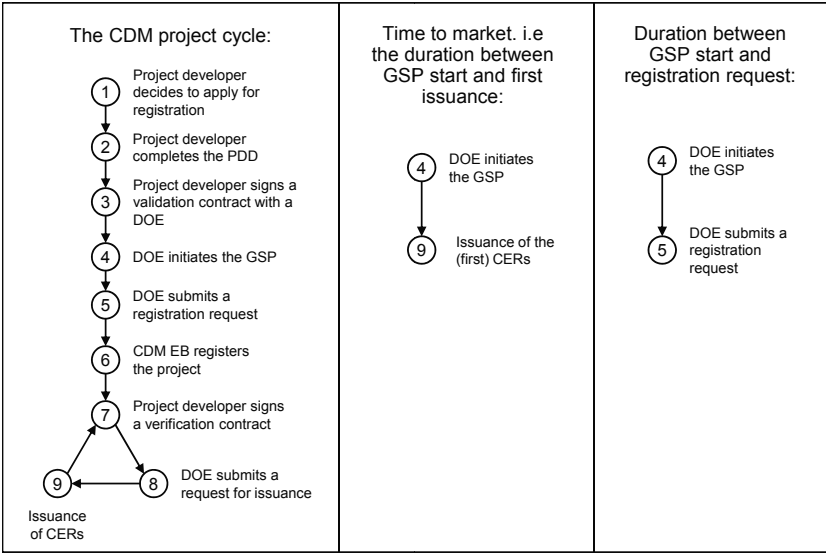 The CDM project cycle:
1
Project developer
decides to apply for
registration
2
Project developer
completes the PDD
3
Project developer signs a
validation contract with a
DOE
4
DOE initiates the GSP
5
DOE submits a
registration request
6
CDM EB registers
the project
7
Project developer signs
a verification contract
9
8
DOE submits a
request for issuance
Issuance
of CERs
Time to market. i.e
the duration between
GSP start and first
issuance:
4
DOE initiates
the GSP
9
Issuance of the
(first) CERs
Duration between
GSP start and
registration request:
4
DOE initiates
the GSP
5
DOE submits a
registration
request